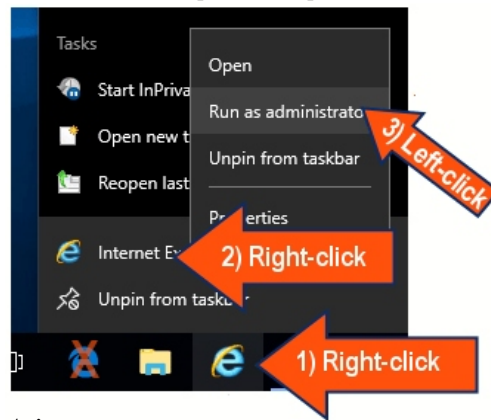 Tasks
Start InPriva
Open new t
Reopen last
Internet Ex
Unpin from taskbar
Open
Run as administrato
Unpin from taskbar
Properties
3) Left-click
2) Right-click
1) Right-click